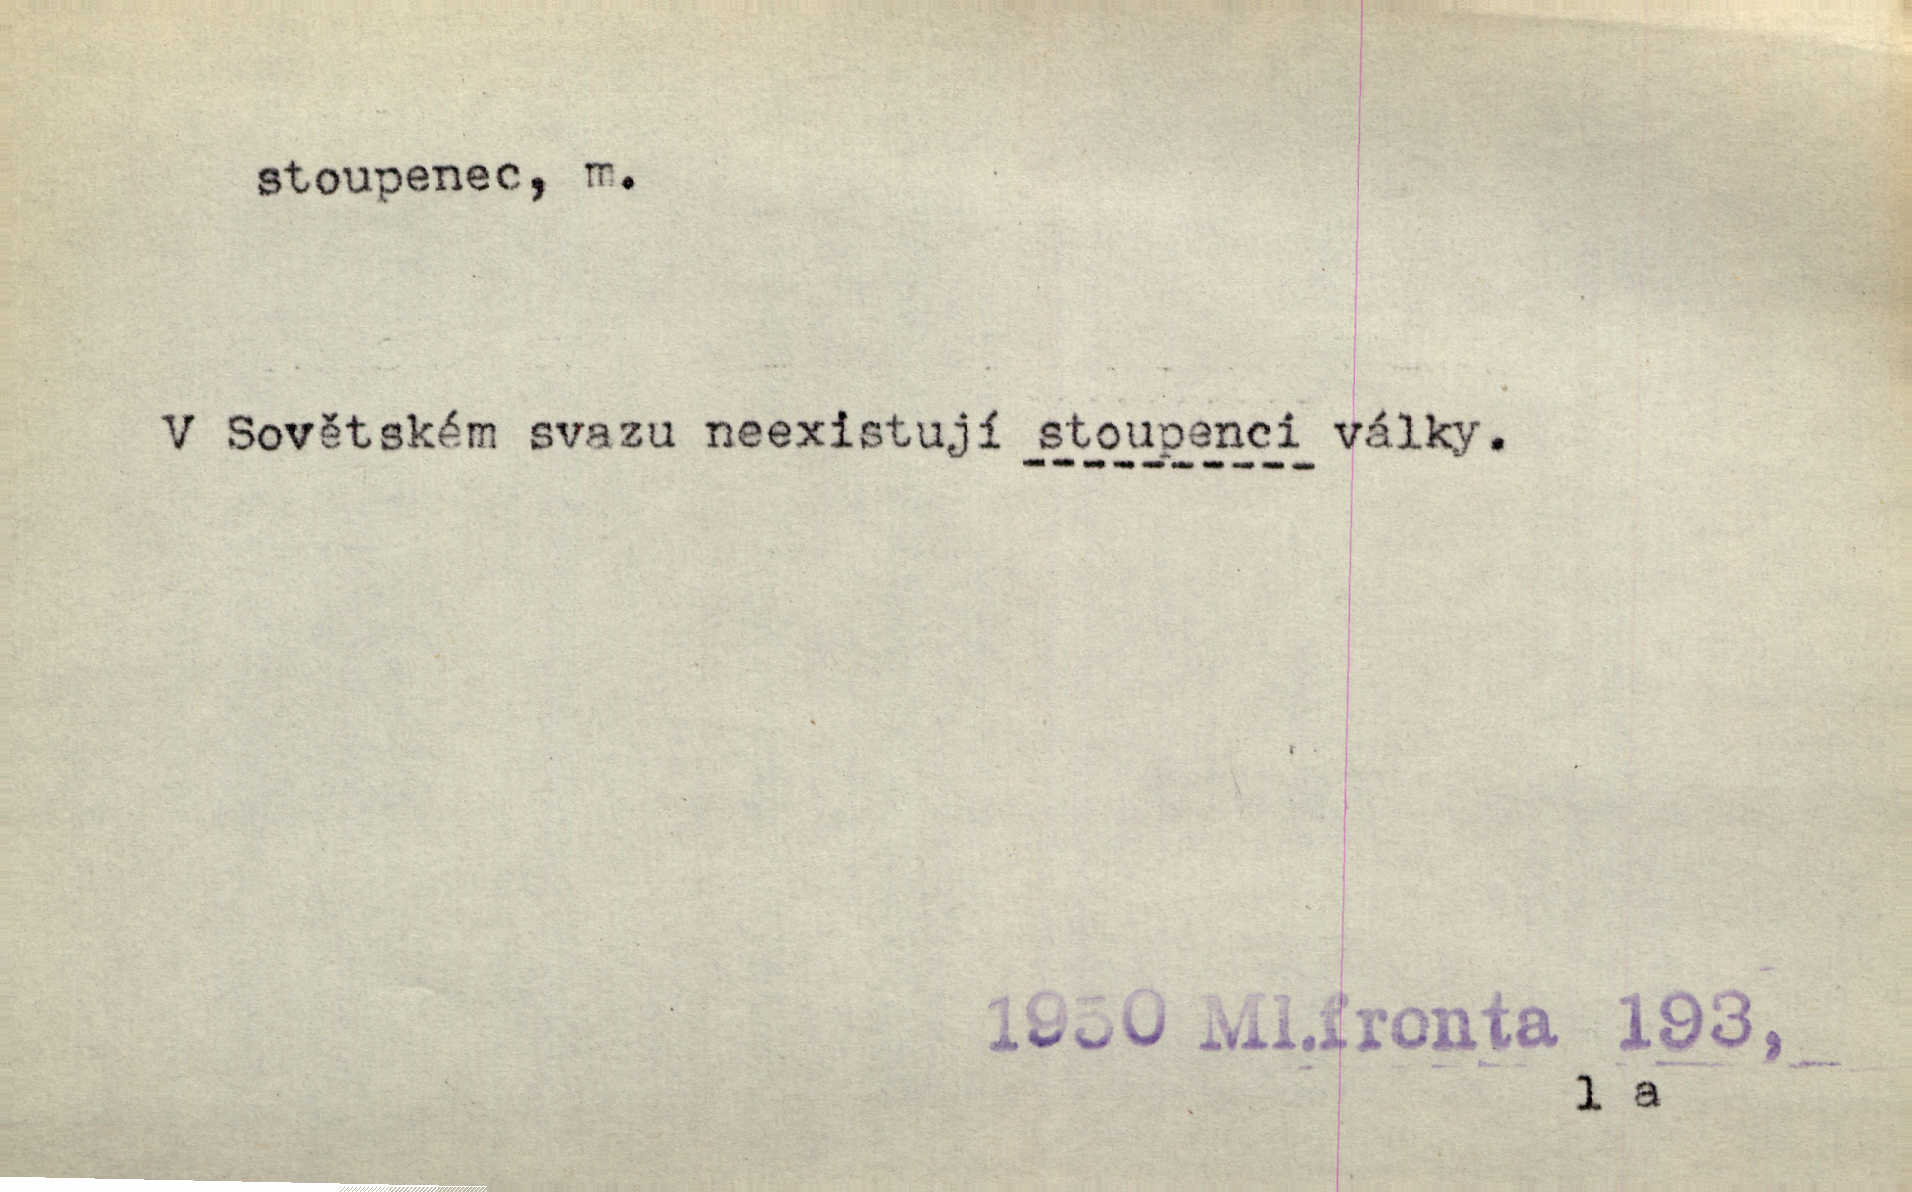 stoupenec, m.
V Sovětském svazu neexistují stoupenci války.
1950 Ml.fronta 193,
1 a